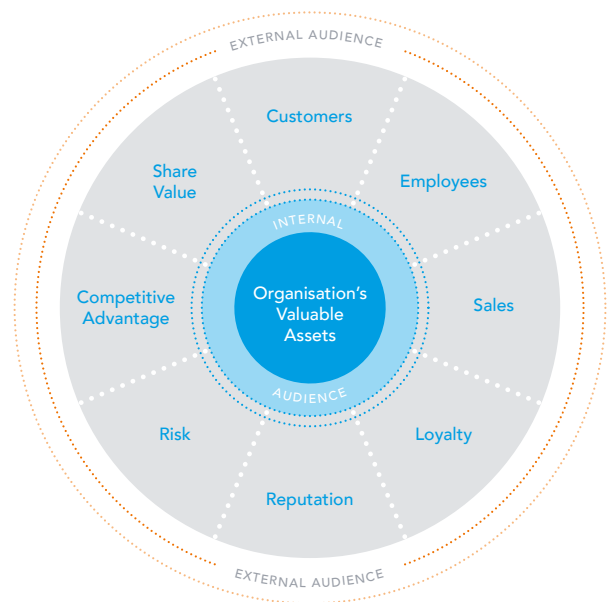 EXTERNAL AUDIENCE
Customers
Employees
Sales
Loyalty
Reputation
Risk
Competitive
Advantage
Share
Value
INTERNAL
Organisation's
Valuable
Assets
AUDIENCE
EXTERNAL AUDIENCE